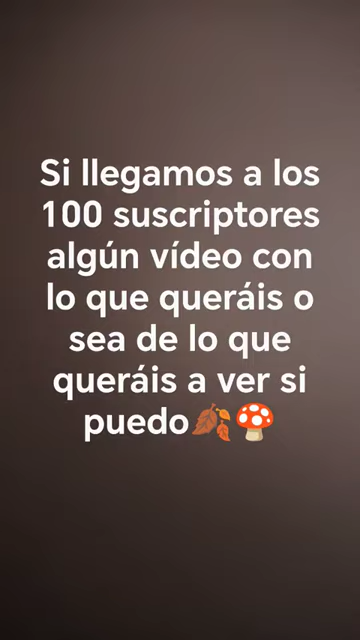 Si llegamos a los
100 suscriptores
algún vídeo con
lo que queráis o
sea de lo que
queráis a ver si
puedo🍂🍄